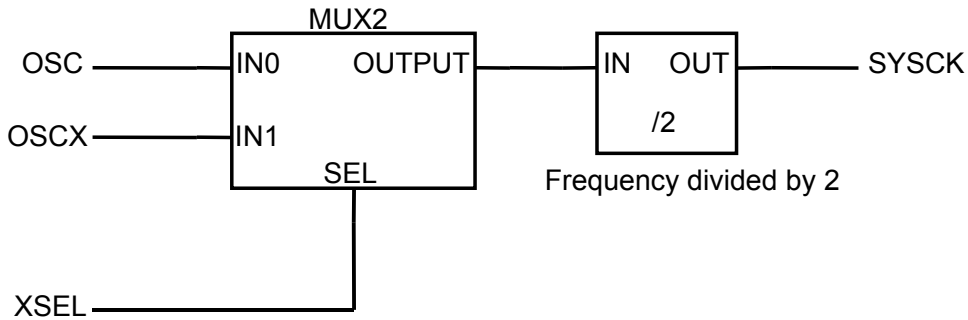 MUX2
OSC IN0 OUTPUT IN OUT SYSCK
OSCX IN1 /2
SEL Frequency divided by 2
XSEL